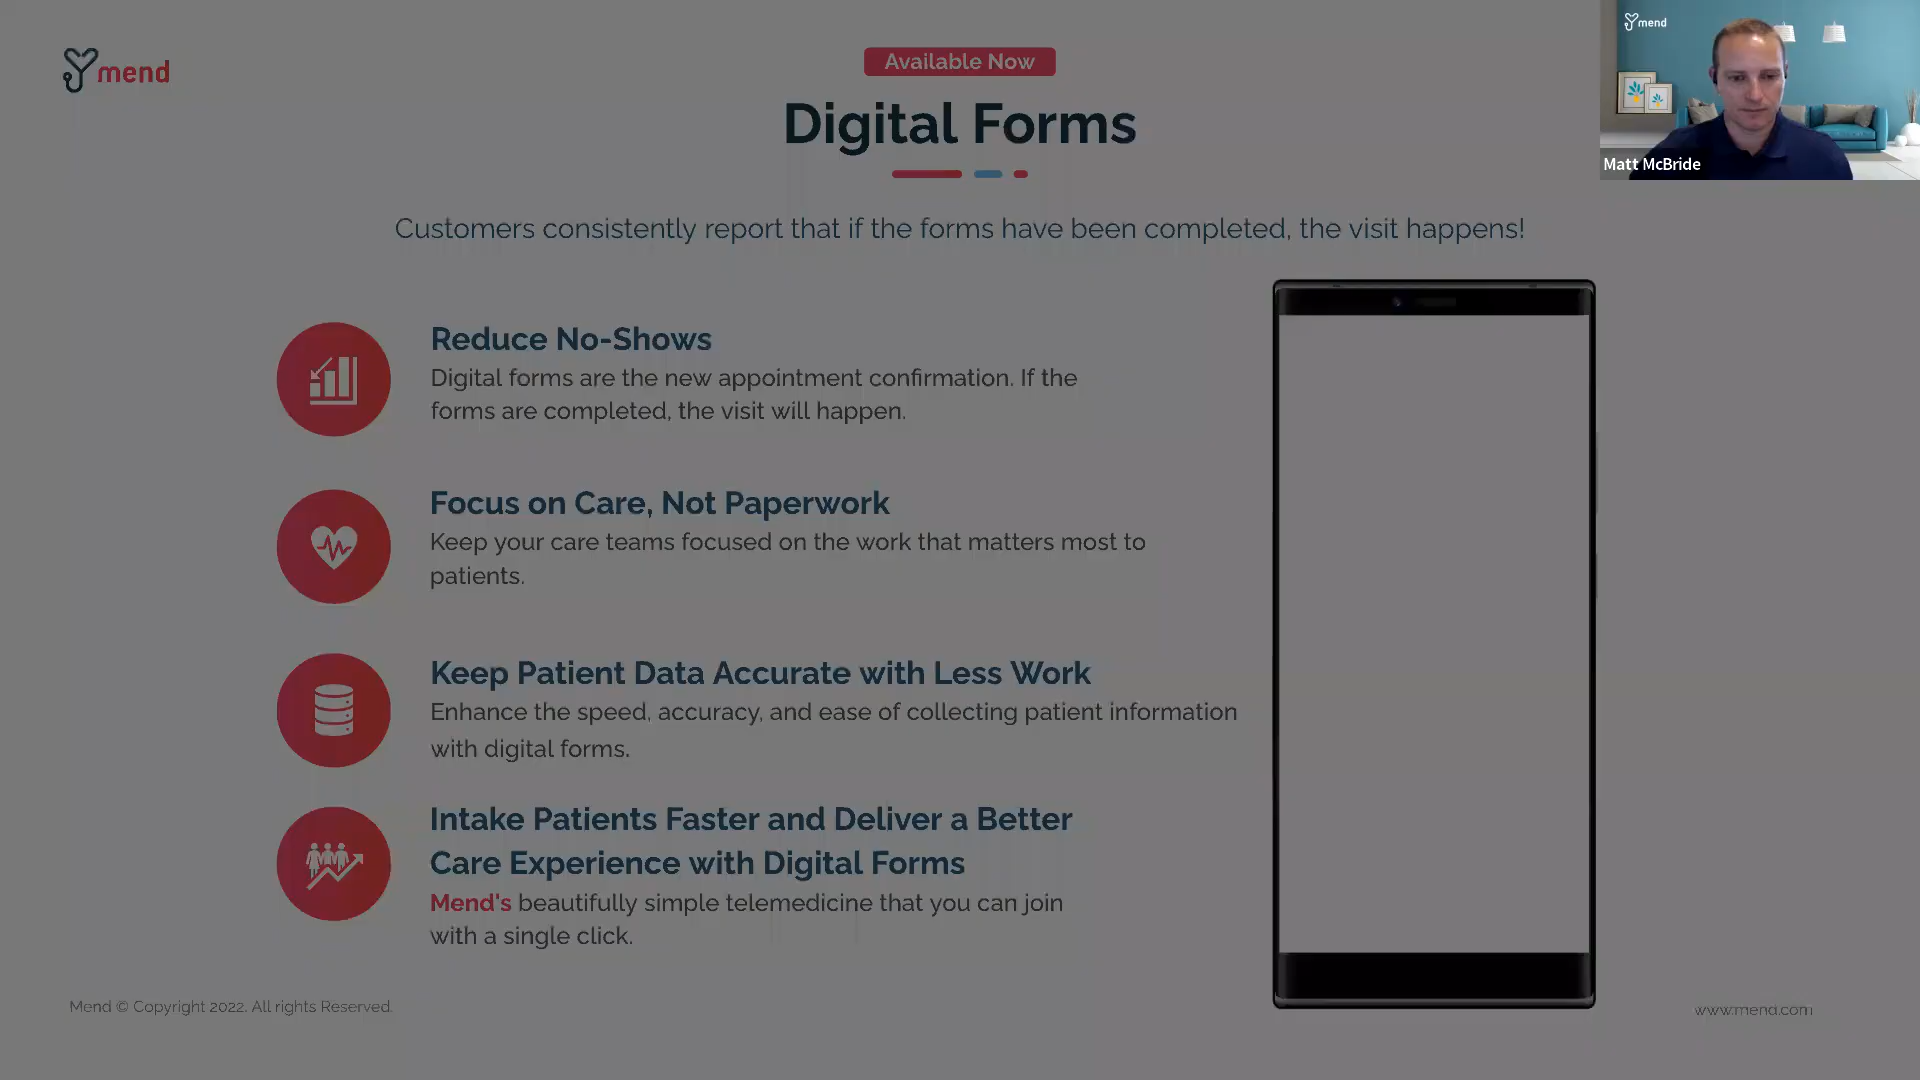 mend
Available Now
Digital Forms
mend
Matt McBride
Customers consistently report that if the forms have been completed, the visit happens!
Reduce No-Shows
Digital forms are the new appointment confirmation. If the
forms are completed, the visit will happen.
Focus on Care, Not Paperwork
Keep your care teams focused on the work that matters most to
patients.
Keep Patient Data Accurate with Less Work
Enhance the speed, accuracy, and ease of collecting patient information
with digital forms.
Intake Patients Faster and Deliver a Better
Care Experience with Digital Forms
Mend's beautifully simple telemedicine that you can join
with a single click.
Mend © Copyright 2022. All rights Reserved.
www.mend.com